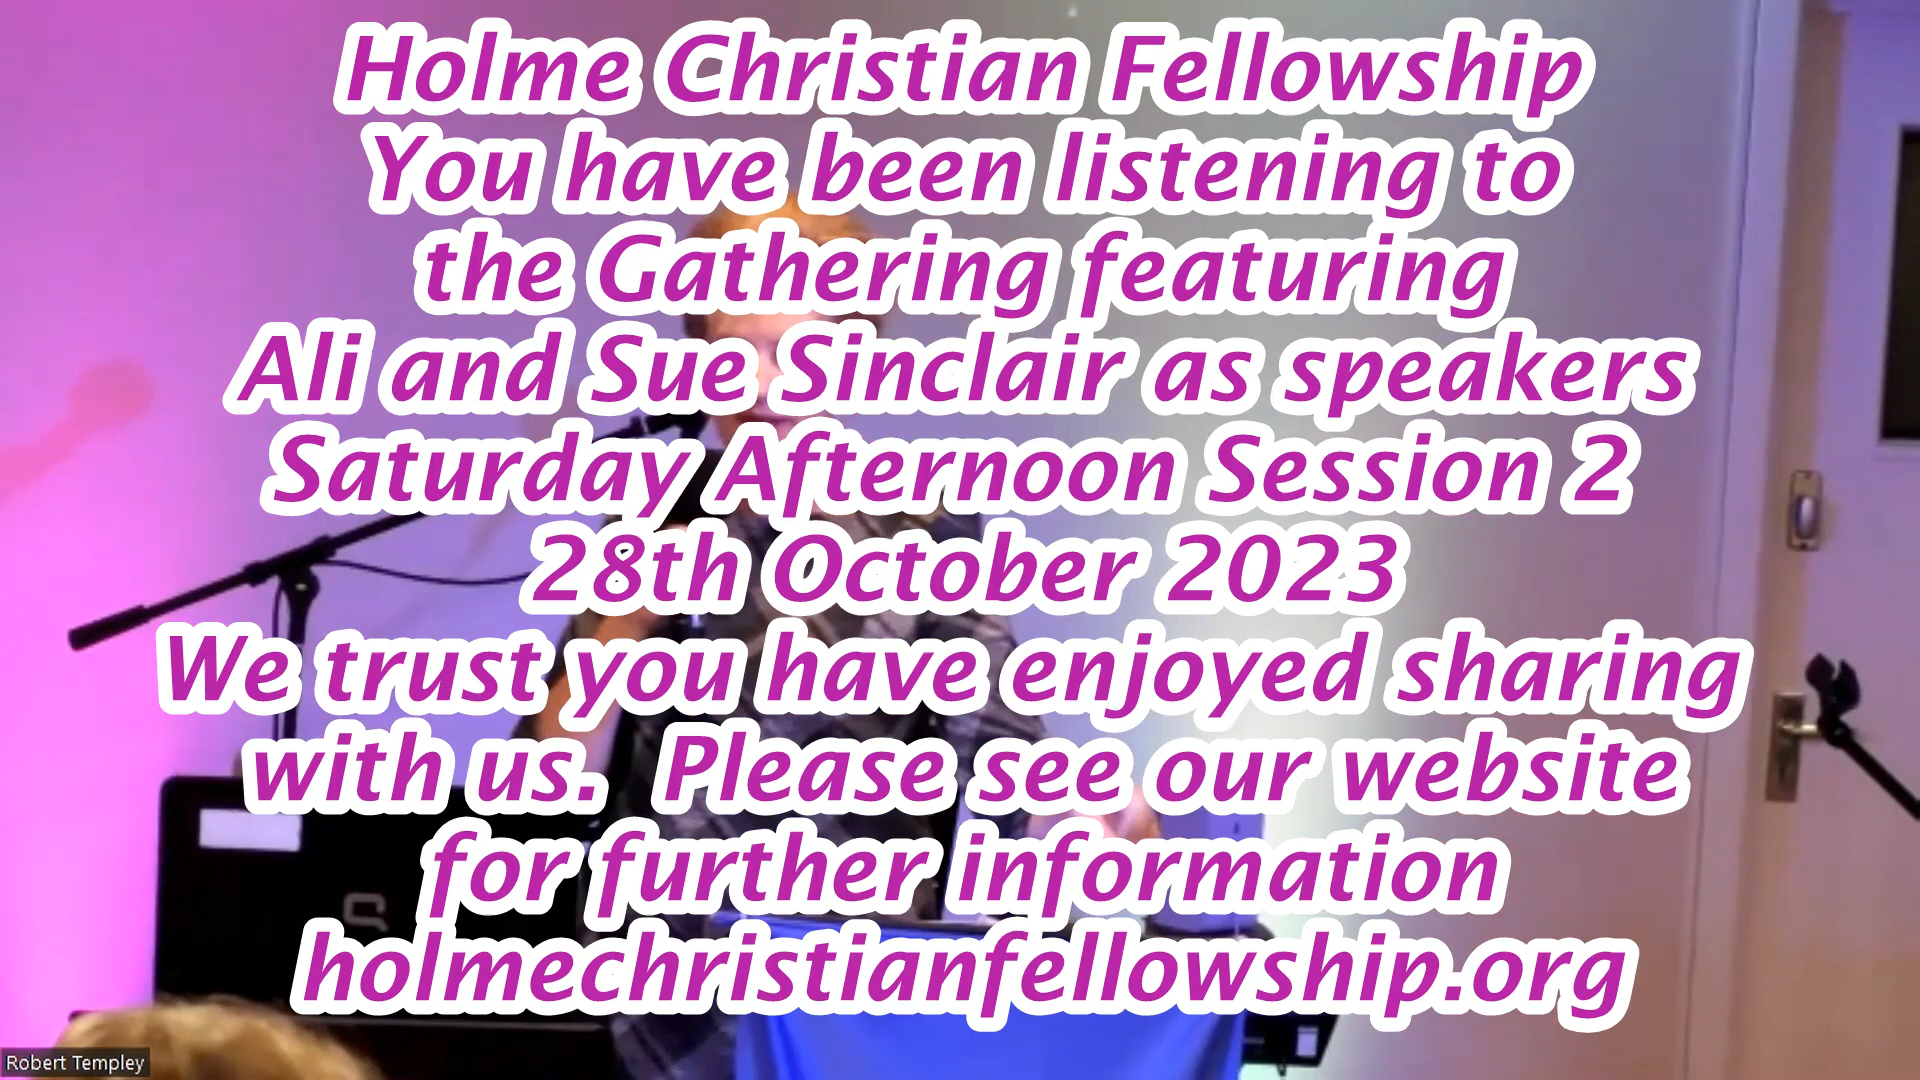 Holme Christian Fellowship
You have been listening to
the Gathering featuring
Ali and Sue Sinclair as speakers
Saturday Afternoon Session 2
28th October 2023
We trust you have enjoyed sharing
with us.  Please see our website
for further information
holmechristianfellowship.org
Robert Templey